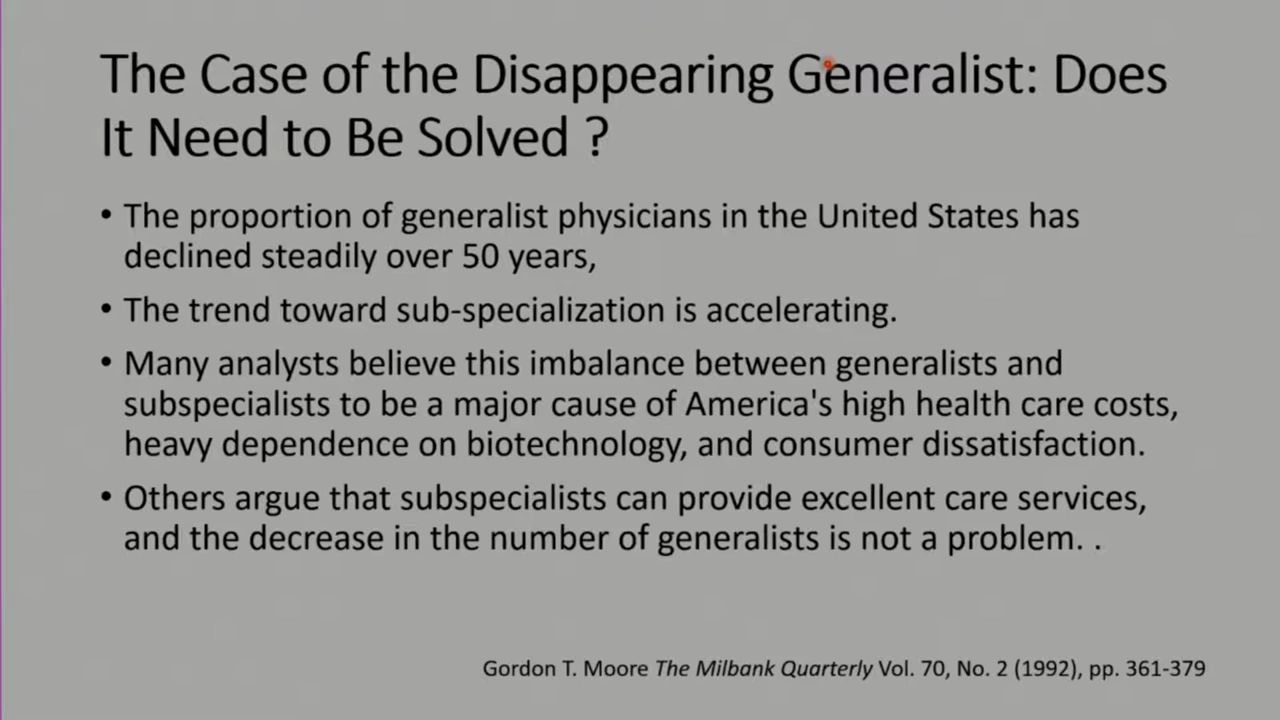 The Case of the Disappearing Generalist: Does
It Need to Be Solved ?
• The proportion of generalist physicians in the United States has
declined steadily over 50 years,
• The trend toward sub-specialization is accelerating.
• Many analysts believe this imbalance between generalists and
subspecialists to be a major cause of America's high health care costs,
heavy dependence on biotechnology, and consumer dissatisfaction.
• Others argue that subspecialists can provide excellent care services,
and the decrease in the number of generalists is not a problem. .
Gordon T. Moore The Milbank Quarterly Vol. 70, No. 2 (1992), pp. 361-379